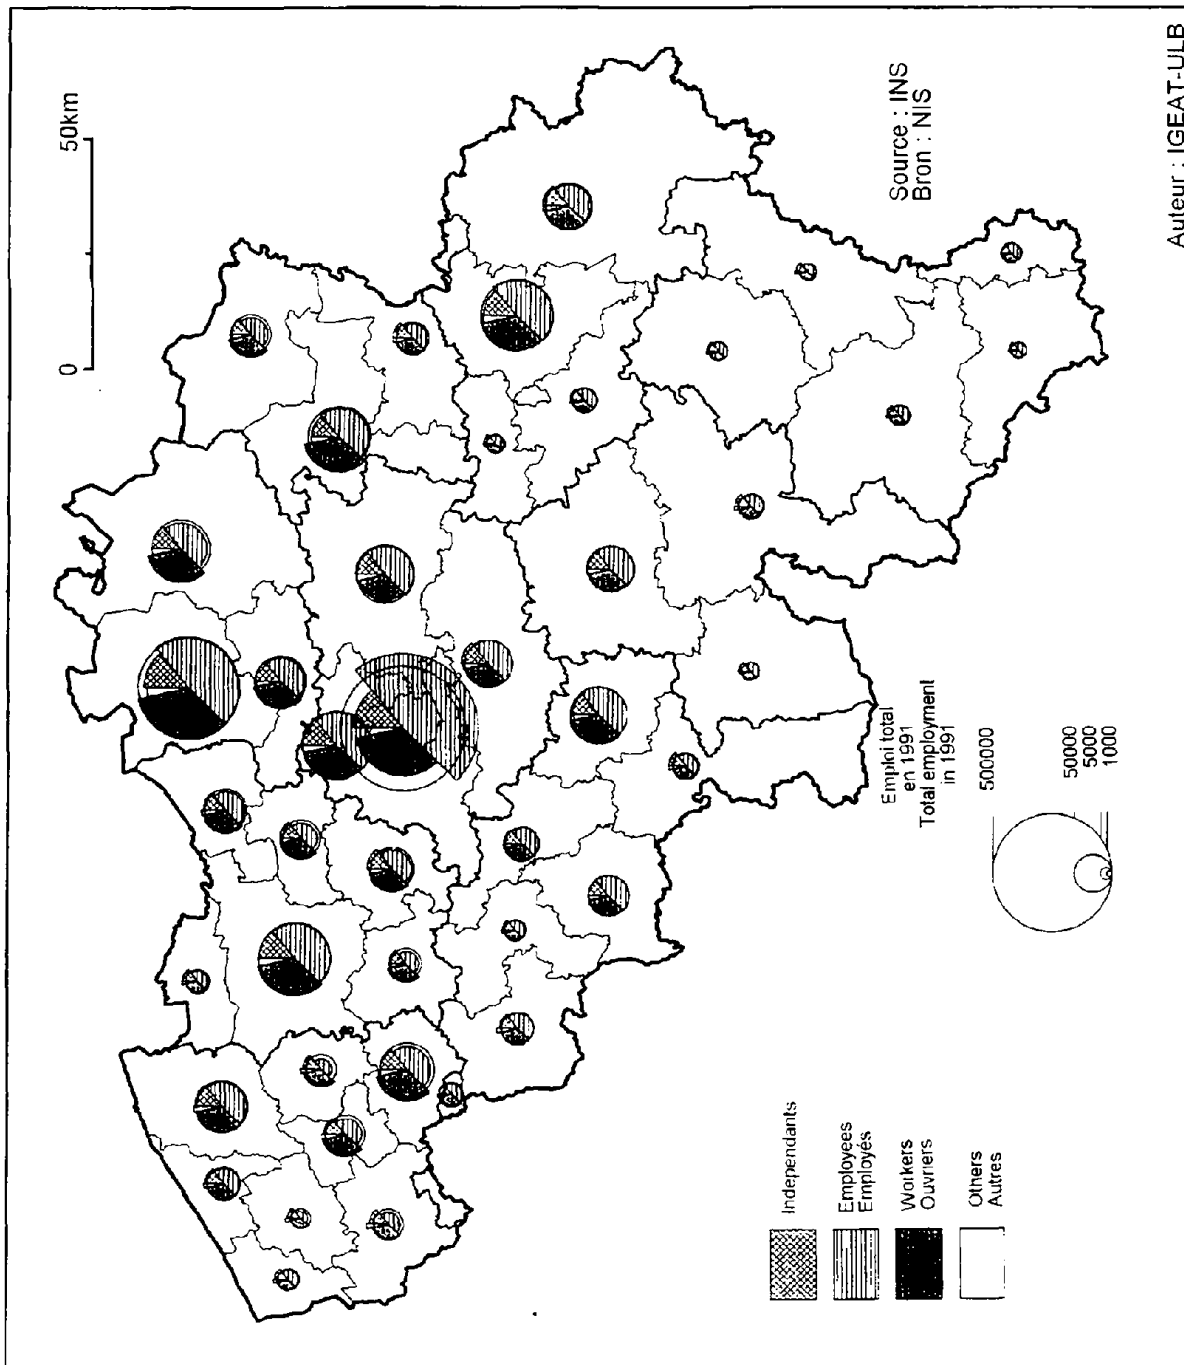 0
50km
Source : INS
Bron : NIS
Auteur : IGEAT-ULB
Emploi total
en 1991
Total employment
in 1991
500000
50000
5000
1000
Independants
Employees
Employés
Workers
Ouvriers
Others
Autres